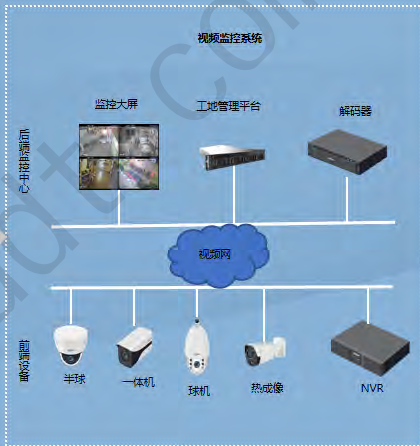 视频监控系统
监控大屏
工地管理平台
解码器
后端监控中心
视频网
前端设备
半球
一体机
球机
热成像
NVR